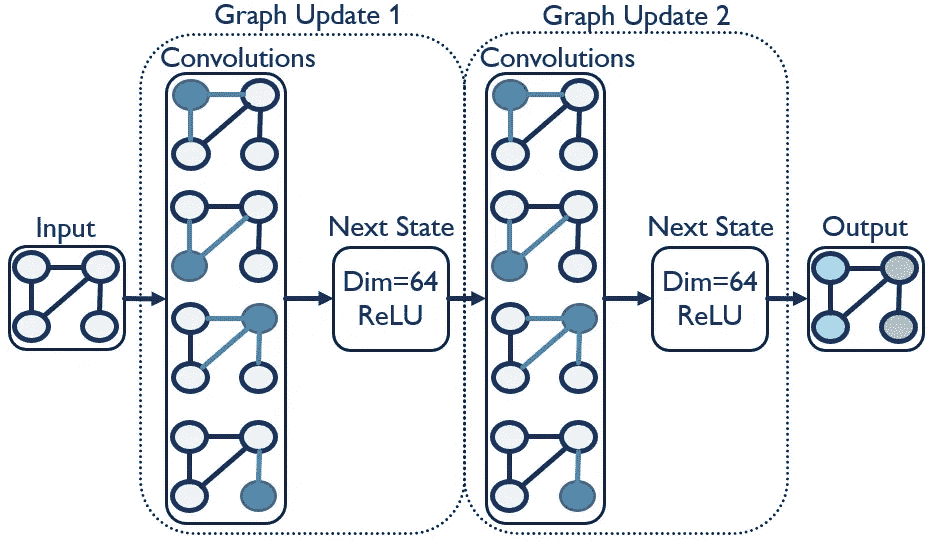 Graph Update 1
Graph Update 2
Convolutions
Convolutions
Input
Next State
Next State
Output
Dim=64
ReLU
Dim=64
ReLU